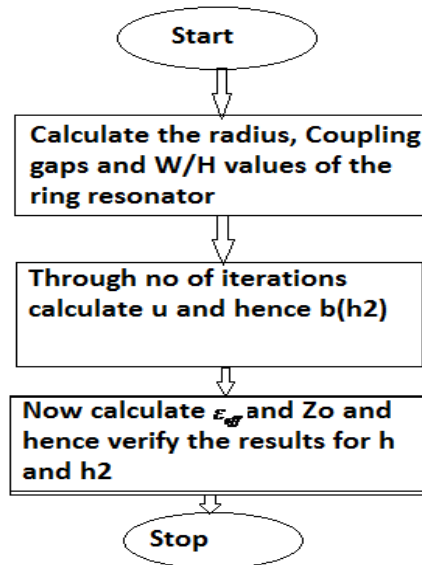 Start
Calculate the radius, Coupling
gaps and W/H values of the
ring resonator
Through no of iterations
calculate u and hence b(h2)
Now calculate ε_eff and Zo and
hence verify the results for h
and h2
Stop